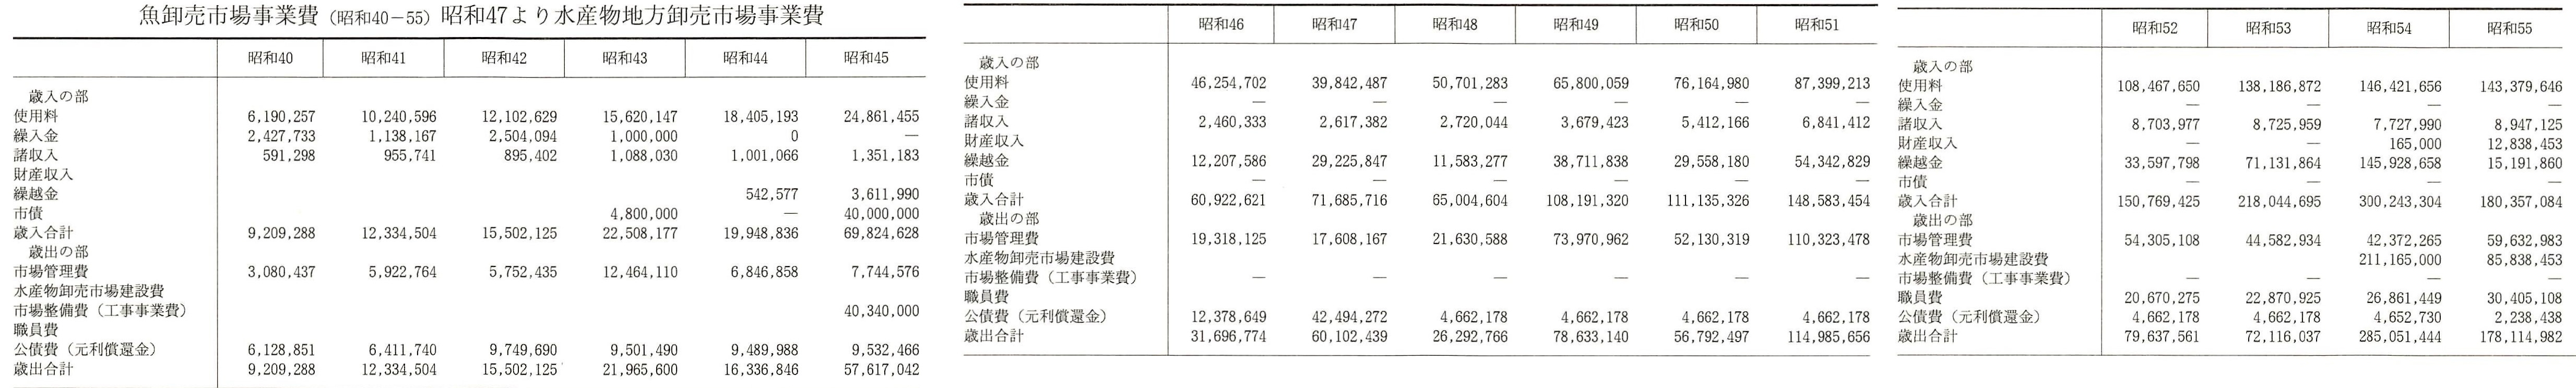 魚卸売市場事業費（昭和40－55）昭和47より水産物地方卸売市場事業費
昭和40 昭和41 昭和42 昭和43 昭和44 昭和45
歳入の部
使用料 6,190,257 10,240,596 12,102,629 15,620,147 18,405,193 24,861,455
繰入金 2,427,733 1,138,167 2,504,094 1,000,000 0 —
諸収入 591,298 955,741 895,402 1,088,030 1,001,066 1,351,183
財産収入
繰越金 542,577 3,611,990
市債 4,800,000 — 40,000,000
歳入合計 9,209,288 12,334,504 15,502,125 22,508,177 19,948,836 69,824,628
歳出の部
市場管理費 3,080,437 5,922,764 5,752,435 12,464,110 6,846,858 7,744,576
水産物卸売市場建設費
市場整備費（工事事業費） 40,340,000
職員費
公債費（元利償還金） 6,128,851 6,411,740 9,749,690 9,501,490 9,489,988 9,532,466
歳出合計 9,209,288 12,334,504 15,502,125 21,965,600 16,336,846 57,617,042
昭和46 昭和47 昭和48 昭和49 昭和50 昭和51
歳入の部
使用料 46,254,702 39,842,487 50,701,283 65,800,059 76,164,980 87,399,213
繰入金 — — — — — —
諸収入 2,460,333 2,617,382 2,720,044 3,679,423 5,412,166 6,841,412
財産収入
繰越金 12,207,586 29,225,847 11,583,277 38,711,838 29,558,180 54,342,829
市債 — — — — — —
歳入合計 60,922,621 71,685,716 65,004,604 108,191,320 111,135,326 148,583,454
歳出の部
市場管理費 19,318,125 17,608,167 21,630,588 73,970,962 52,130,319 110,323,478
水産物卸売市場建設費
市場整備費（工事事業費） — — — — — —
職員費
公債費（元利償還金） 12,378,649 42,494,272 4,662,178 4,662,178 4,662,178 4,662,178
歳出合計 31,696,774 60,102,439 26,292,766 78,633,140 56,792,497 114,985,656
昭和52 昭和53 昭和54 昭和55
歳入の部
使用料 108,467,650 138,186,872 146,421,656 143,379,646
繰入金 — — — —
諸収入 8,703,977 8,725,959 7,727,990 8,947,125
財産収入 — — 165,000 12,838,453
繰越金 33,597,798 71,131,864 145,928,658 15,191,860
市債 — — — —
歳入合計 150,769,425 218,044,695 300,243,304 180,357,084
歳出の部
市場管理費 54,305,108 44,582,934 42,372,265 59,632,983
水産物卸売市場建設費 211,165,000 85,838,453
市場整備費（工事事業費） — — — —
職員費 20,670,275 22,870,925 26,861,449 30,405,108
公債費（元利償還金） 4,662,178 4,662,178 4,652,730 2,238,438
歳出合計 79,637,561 72,116,037 285,051,444 178,114,982